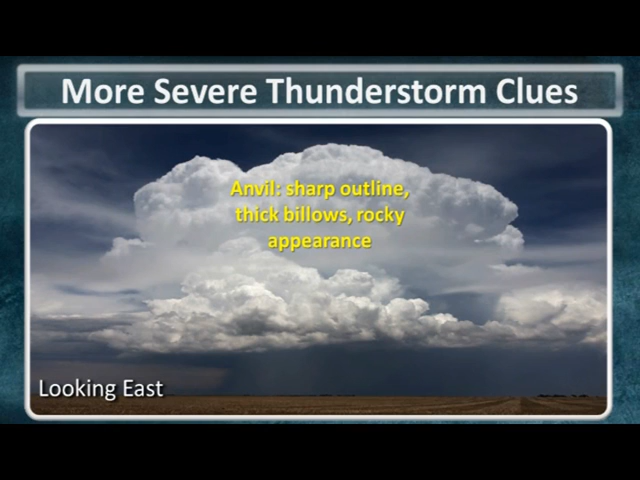 More Severe Thunderstorm Clues
Anvil: sharp outline,
thick billows, rocky
appearance
Looking East